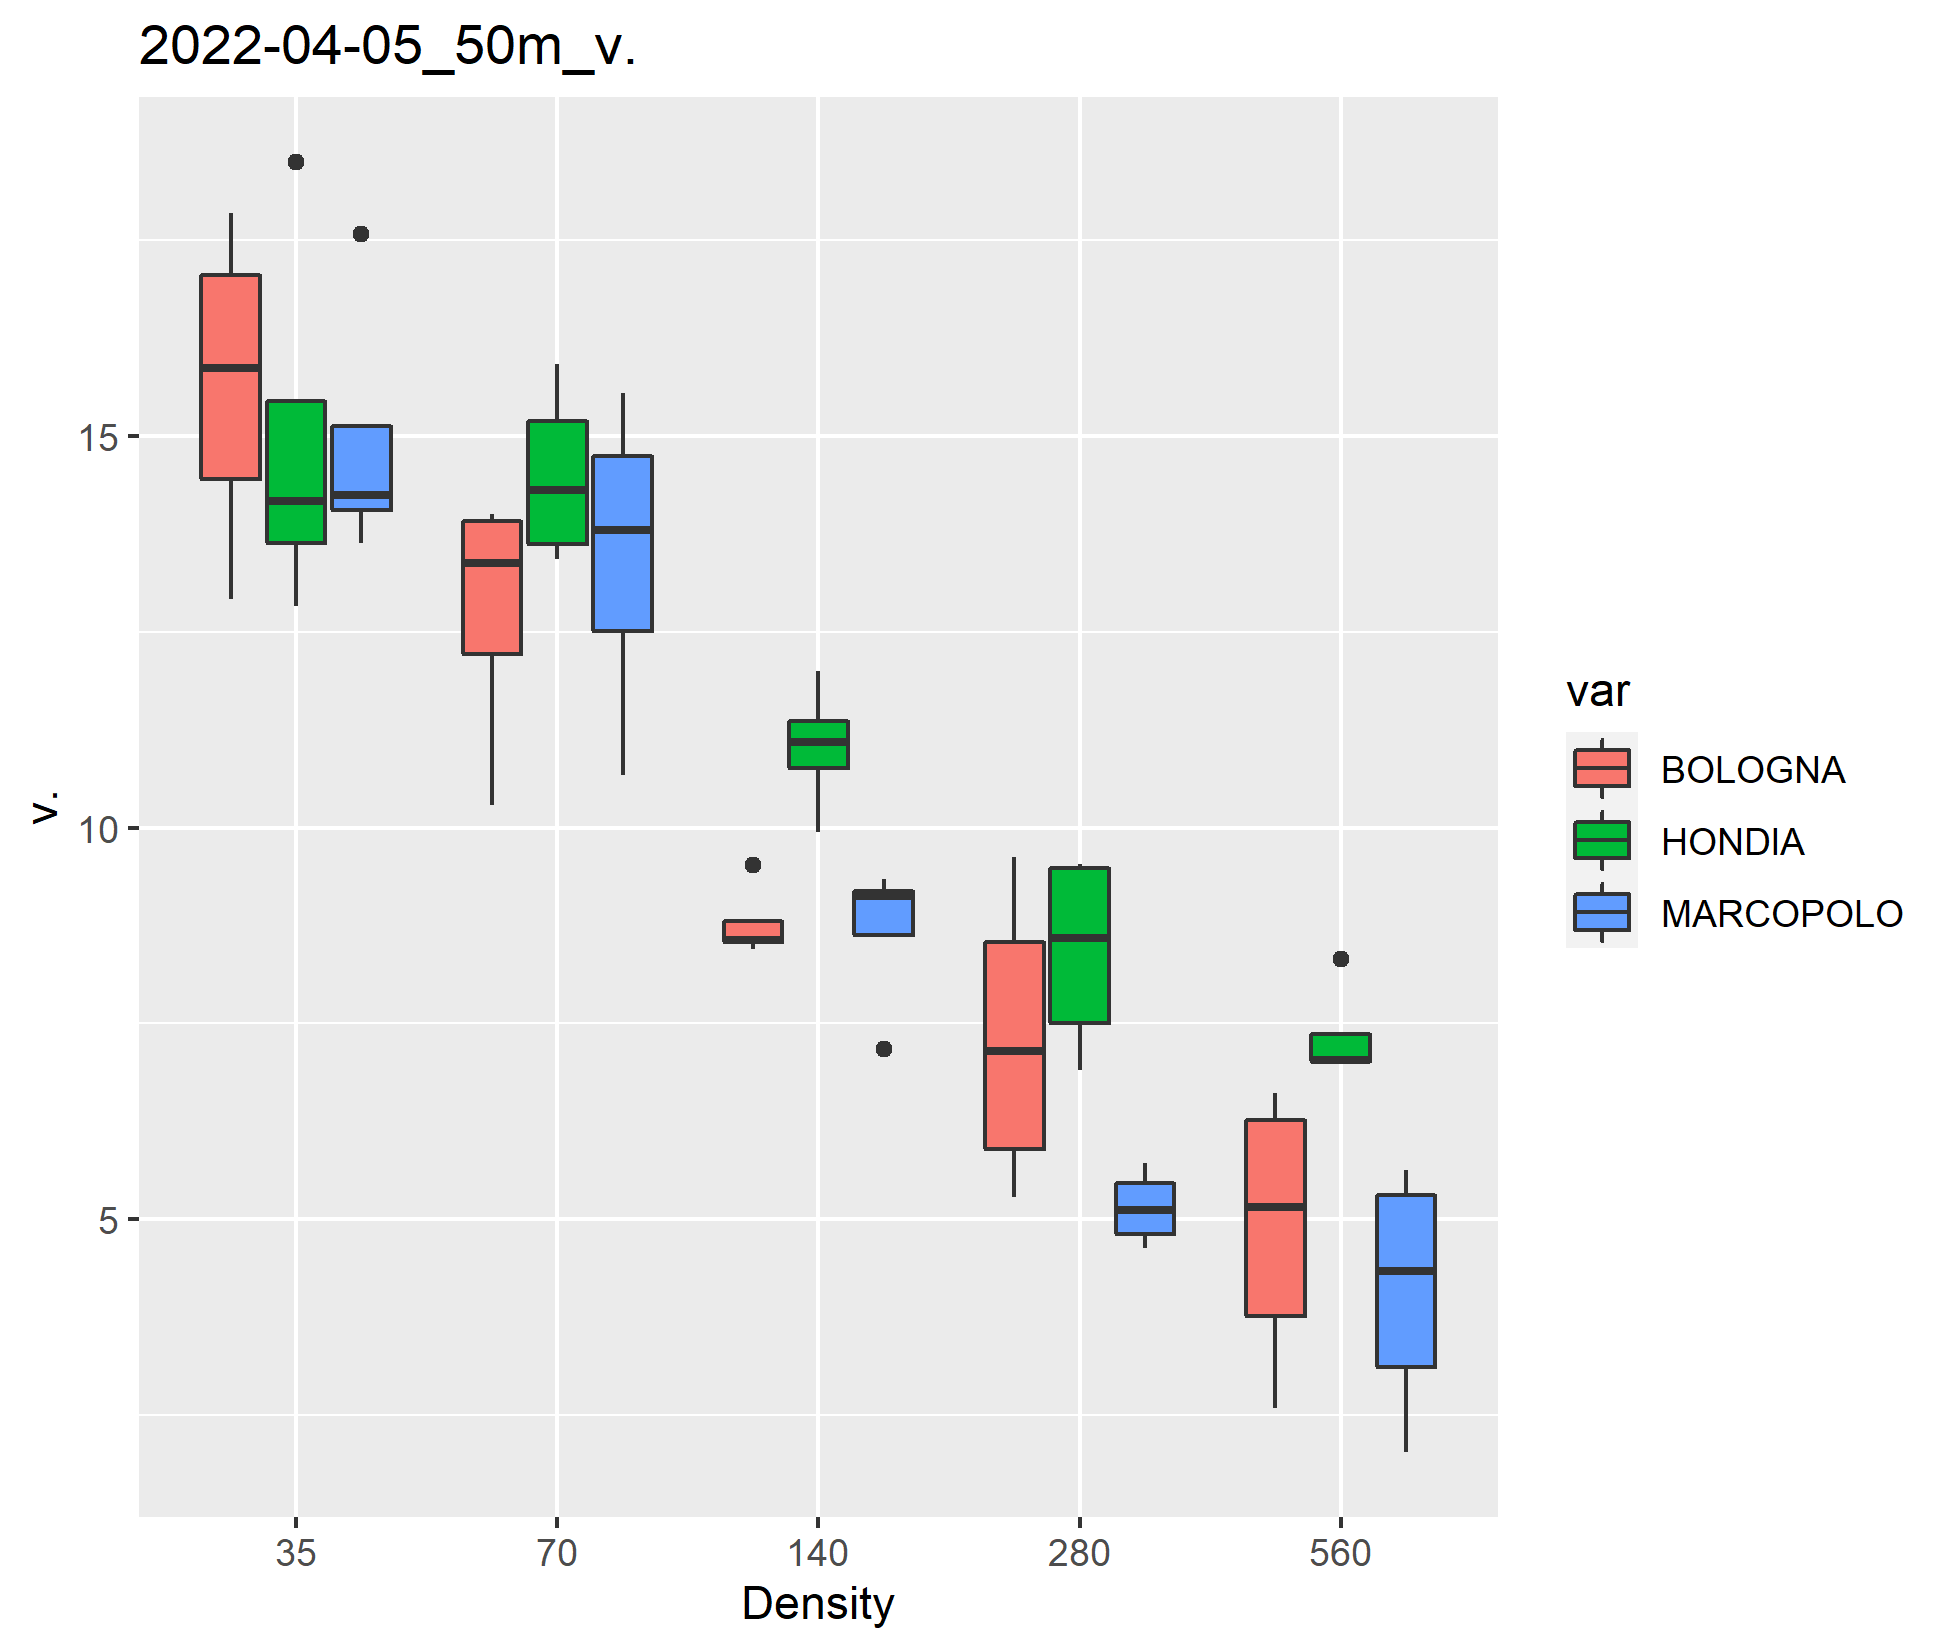 2022-04-05_50m_v.
v.
15
10
5
35 70 140 280 560
Density
var
BOLOGNA
HONDIA
MARCOPOLO